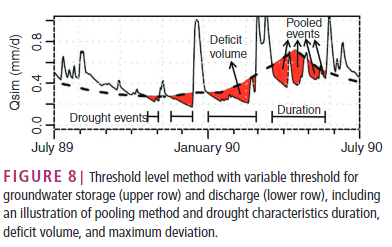 Pooled
events
Deficit
volume
Qsim (mm/d)
0.8
0.4
0.0
Drought events
Duration
July 89
January 90
July 90
FIGURE 8 | Threshold level method with variable threshold for
groundwater storage (upper row) and discharge (lower row), including
an illustration of pooling method and drought characteristics duration,
deficit volume, and maximum deviation.